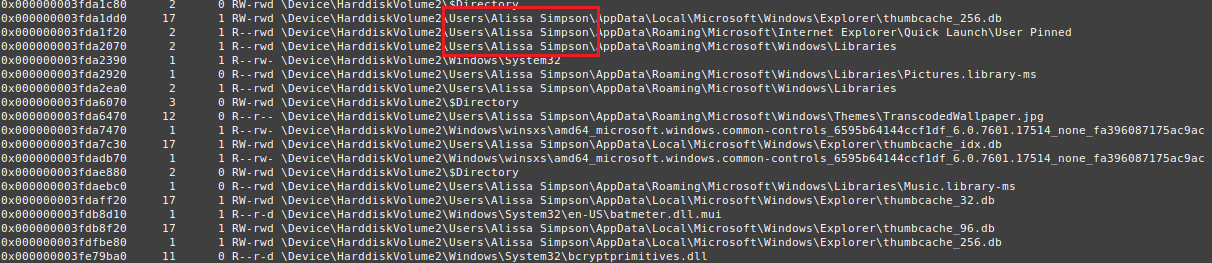 0x000000003fda1c80 2 0 RW-rwd \Device\HarddiskVolume2\$Directory
0x000000003fda1dd0 17 1 RW-rwd \Device\HarddiskVolume2\Users\Alissa Simpson\AppData\Local\Microsoft\Windows\Explorer\thumbcache_256.db
0x000000003fda1f20 2 1 R--rwd \Device\HarddiskVolume2\Users\Alissa Simpson\AppData\Roaming\Microsoft\Internet Explorer\Quick Launch\User Pinned
0x000000003fda2070 2 1 R--rwd \Device\HarddiskVolume2\Users\Alissa Simpson\AppData\Roaming\Microsoft\Windows\Libraries
0x000000003fda2390 1 1 R--rw- \Device\HarddiskVolume2\Windows\System32
0x000000003fda2920 1 0 R--rwd \Device\HarddiskVolume2\Users\Alissa Simpson\AppData\Roaming\Microsoft\Windows\Libraries\Pictures.library-ms
0x000000003fda2ea0 2 1 R--rwd \Device\HarddiskVolume2\Users\Alissa Simpson\AppData\Roaming\Microsoft\Windows\Libraries
0x000000003fda6070 3 0 RW-rwd \Device\HarddiskVolume2\$Directory
0x000000003fda6470 12 0 R--r-- \Device\HarddiskVolume2\Users\Alissa Simpson\AppData\Roaming\Microsoft\Windows\Themes\TranscodedWallpaper.jpg
0x000000003fda7470 1 1 R--rw- \Device\HarddiskVolume2\Windows\winsxs\amd64_microsoft.windows.common-controls_6595b64144ccf1df_6.0.7601.17514_none_fa396087175ac9ac
0x000000003fda7c30 17 1 RW-rwd \Device\HarddiskVolume2\Users\Alissa Simpson\AppData\Local\Microsoft\Windows\Explorer\thumbcache_idx.db
0x000000003fdadb70 1 1 R--rw- \Device\HarddiskVolume2\Windows\winsxs\amd64_microsoft.windows.common-controls_6595b64144ccf1df_6.0.7601.17514_none_fa396087175ac9ac
0x000000003fdae880 2 0 RW-rwd \Device\HarddiskVolume2\$Directory
0x000000003fdaebc0 1 0 R--rwd \Device\HarddiskVolume2\Users\Alissa Simpson\AppData\Roaming\Microsoft\Windows\Libraries\Music.library-ms
0x000000003fdaff20 17 1 RW-rwd \Device\HarddiskVolume2\Users\Alissa Simpson\AppData\Local\Microsoft\Windows\Explorer\thumbcache_32.db
0x000000003fdb8d10 1 1 R--r-d \Device\HarddiskVolume2\Windows\System32\en-US\batmeter.dll.mui
0x000000003fdb8f20 17 1 RW-rwd \Device\HarddiskVolume2\Users\Alissa Simpson\AppData\Local\Microsoft\Windows\Explorer\thumbcache_96.db
0x000000003fdfbe80 1 1 RW-rwd \Device\HarddiskVolume2\Users\Alissa Simpson\AppData\Local\Microsoft\Windows\Explorer\thumbcache_256.db
0x000000003fe79ba0 11 0 R--r-d \Device\HarddiskVolume2\Windows\System32\bcryptprimitives.dll